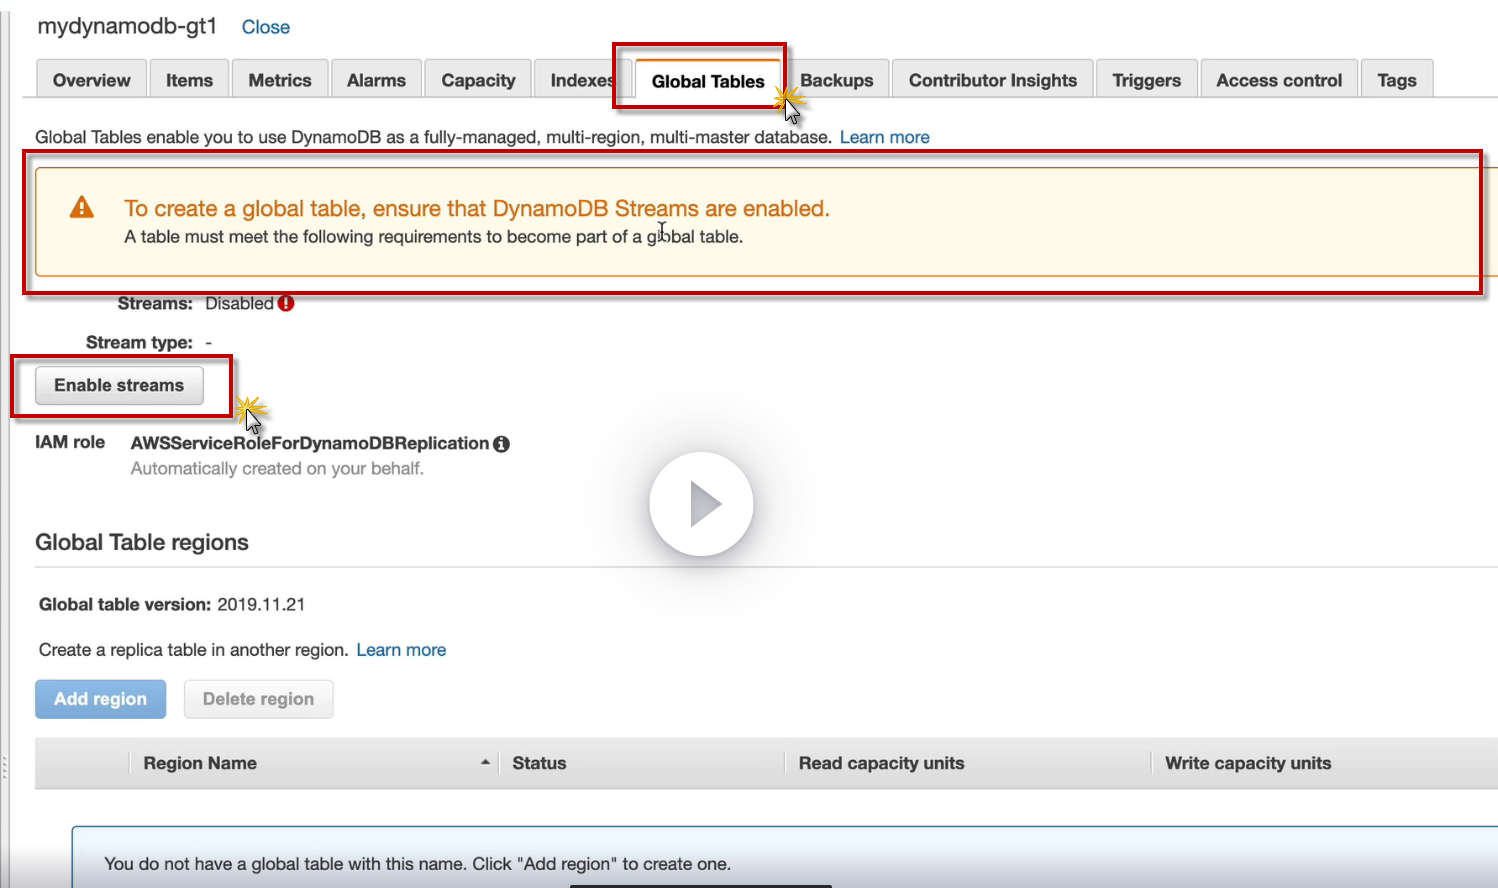 mydynamodb-gt1 Close
Overview Items Metrics Alarms Capacity Indexes Global Tables Backups Contributor Insights Triggers Access control Tags
Global Tables enable you to use DynamoDB as a fully-managed, multi-region, multi-master database. Learn more
To create a global table, ensure that DynamoDB Streams are enabled.
A table must meet the following requirements to become part of a global table.
Streams: Disabled
Stream type: -
Enable streams
IAM role AWSServiceRoleForDynamoDBReplication
Automatically created on your behalf.
Global Table regions
Global table version: 2019.11.21
Create a replica table in another region. Learn more
Add region Delete region
Region Name Status Read capacity units Write capacity units
You do not have a global table with this name. Click "Add region" to create one.